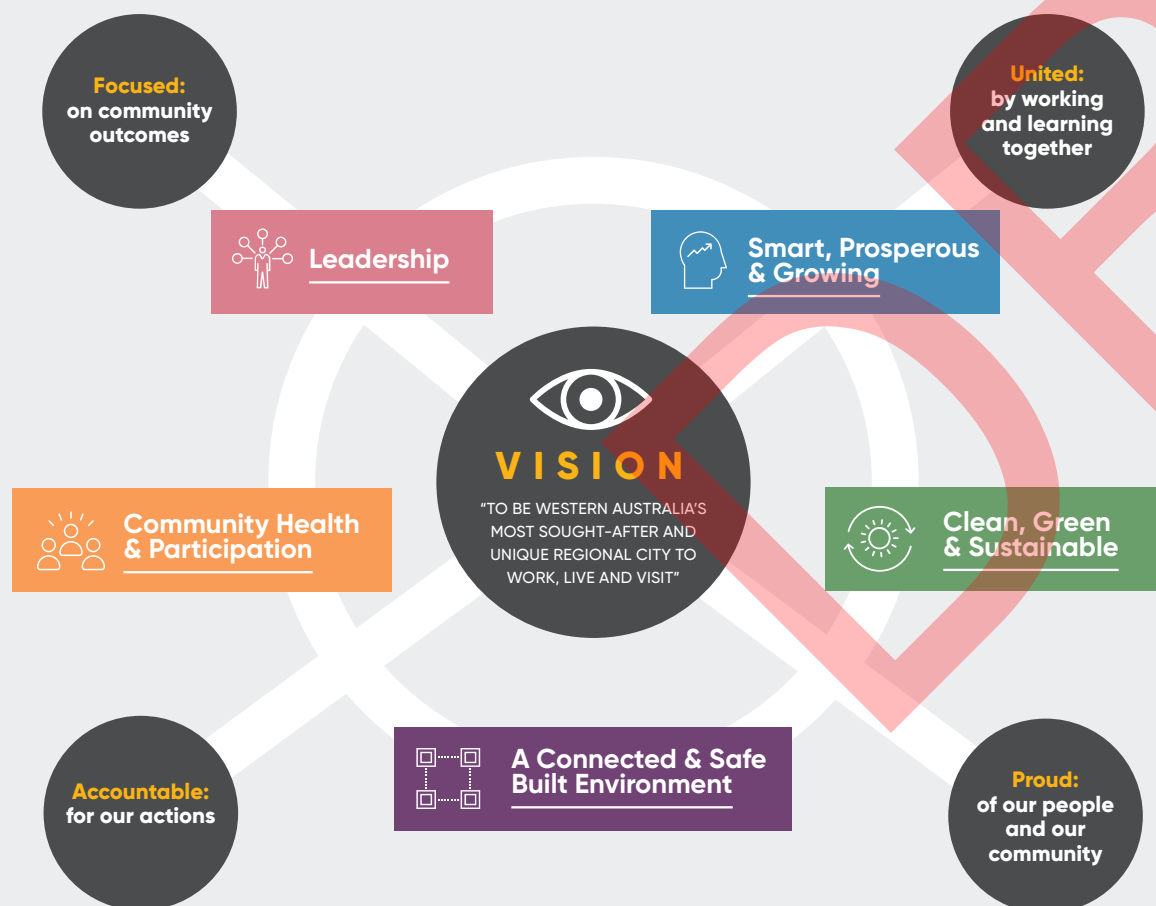 Focused:
on community
outcomes
United:
by working
and learning
together
Leadership
Smart, Prosperous
& Growing
VISION
“TO BE WESTERN AUSTRALIA’S
MOST SOUGHT-AFTER AND
UNIQUE REGIONAL CITY TO
WORK, LIVE AND VISIT”
Community Health
& Participation
Clean, Green
& Sustainable
A Connected & Safe
Built Environment
Accountable:
for our actions
Proud:
of our people
and our
community